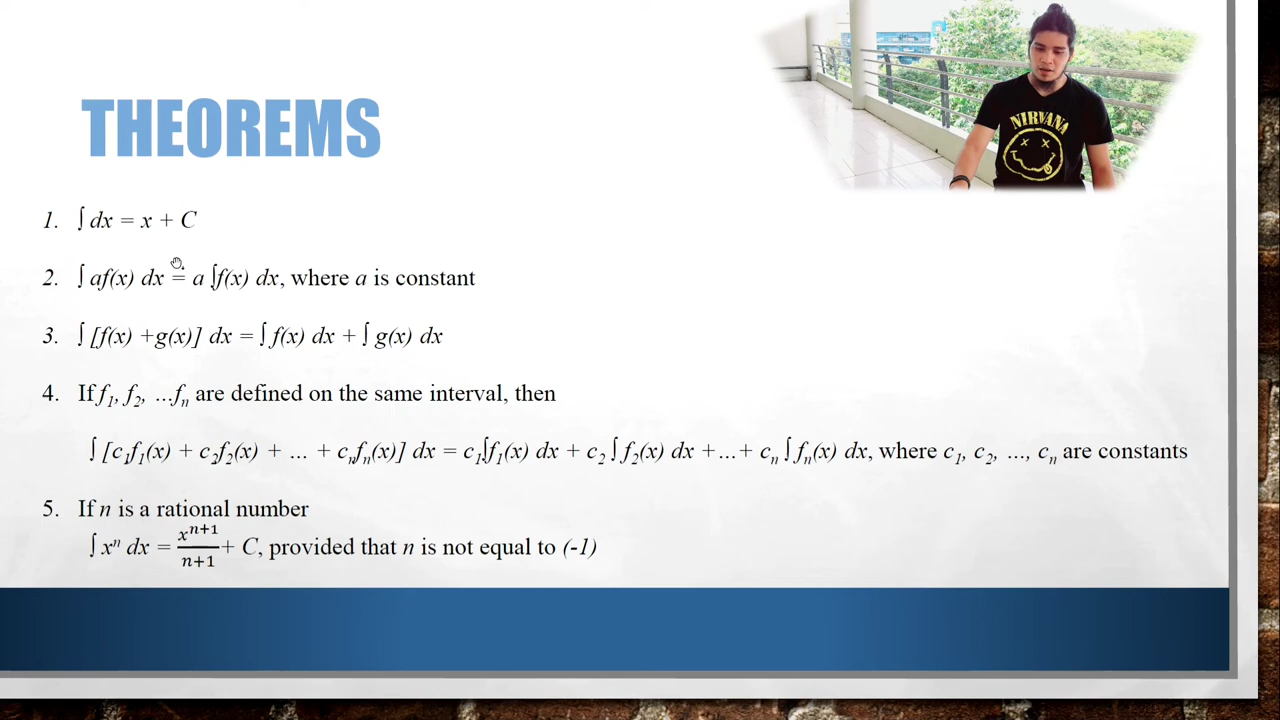 THEOREMS
NIRVANA
1. ∫ dx = x + C
2. ∫ af(x) dx = a ∫f(x) dx, where a is constant
3. ∫ [f(x) +g(x)] dx = ∫ f(x) dx + ∫ g(x) dx
4. If f₁, f₂, ...fₙ are defined on the same interval, then
∫ [c₁f₁(x) + c₂f₂(x) + ... + cₙfₙ(x)] dx = c₁∫f₁(x) dx + c₂ ∫ f₂(x) dx +...+ cₙ ∫ fₙ(x) dx, where c₁, c₂, ..., cₙ are constants
5. If n is a rational number
∫ xⁿ dx = xⁿ⁺¹/n+1 + C, provided that n is not equal to (-1)